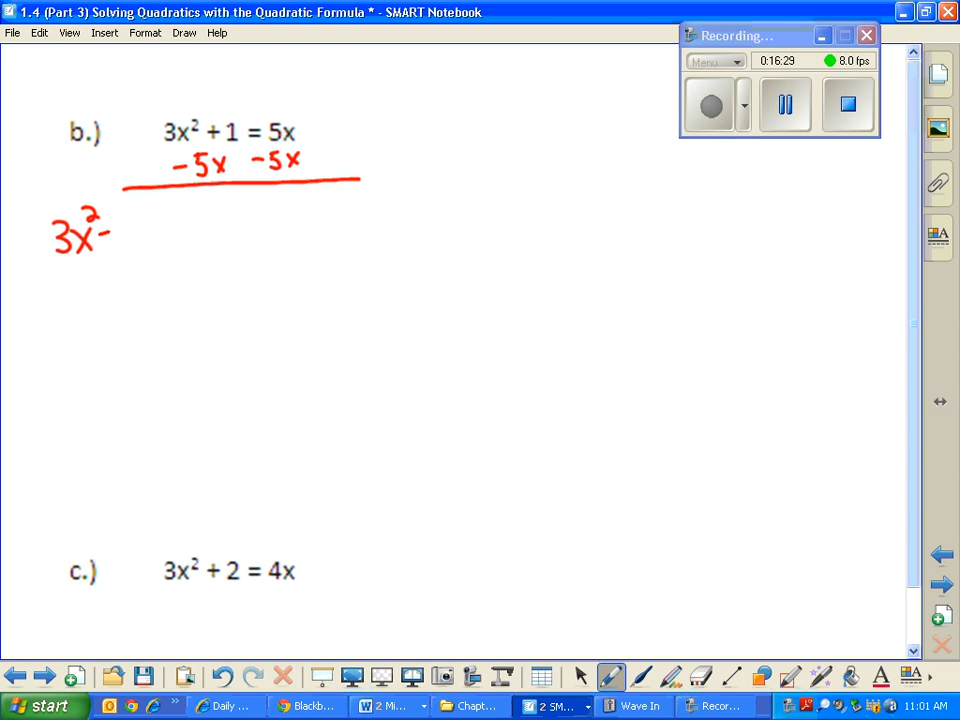 1.4 (Part 3) Solving Quadratics with the Quadratic Formula * - SMART Notebook
File Edit View Insert Format Draw Help
Recording...
Menu 0:16:29 8.0 fps
b.) 3x² + 1 = 5x
-5x -5x
3x² -
c.) 3x² + 2 = 4x
start Daily ... Blackb... 2 Mi... Chapt... 2 SM... Wave In Recor... 11:01 AM